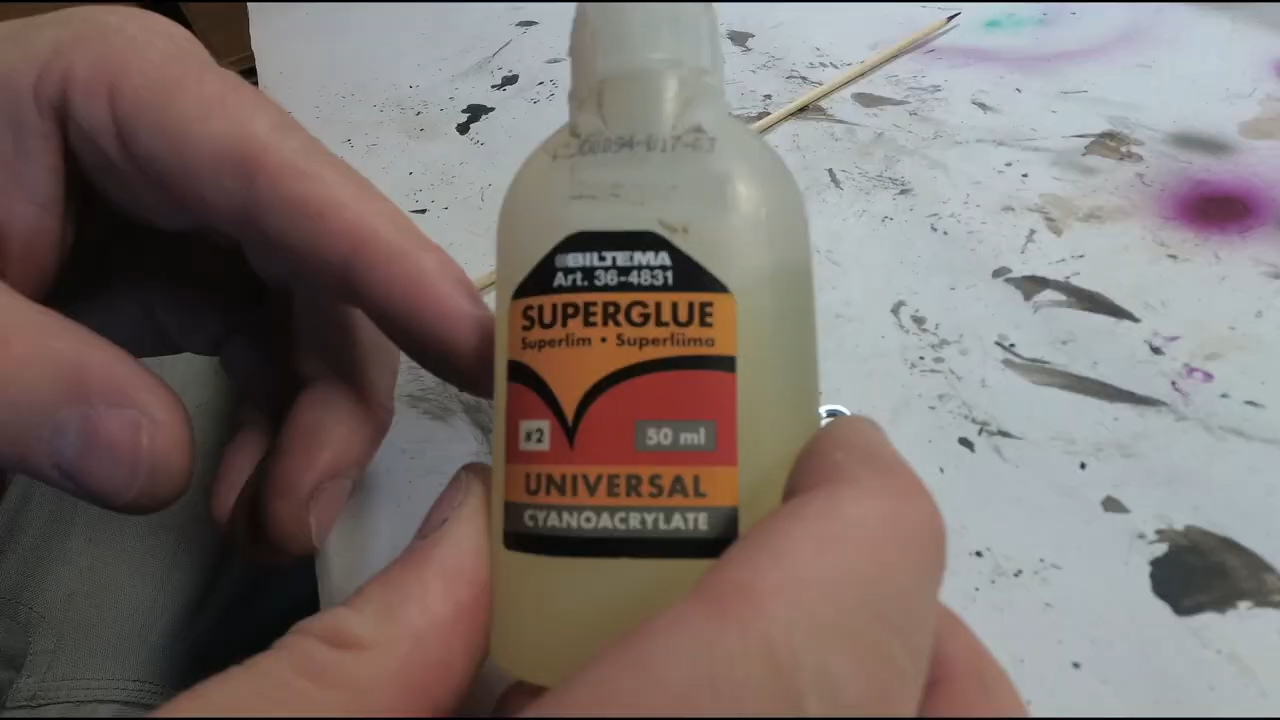 BILTEMA
Art. 36-4831
SUPERGLUE
Superlim • Superliima
#2
50 ml
UNIVERSAL
CYANOACRYLATE